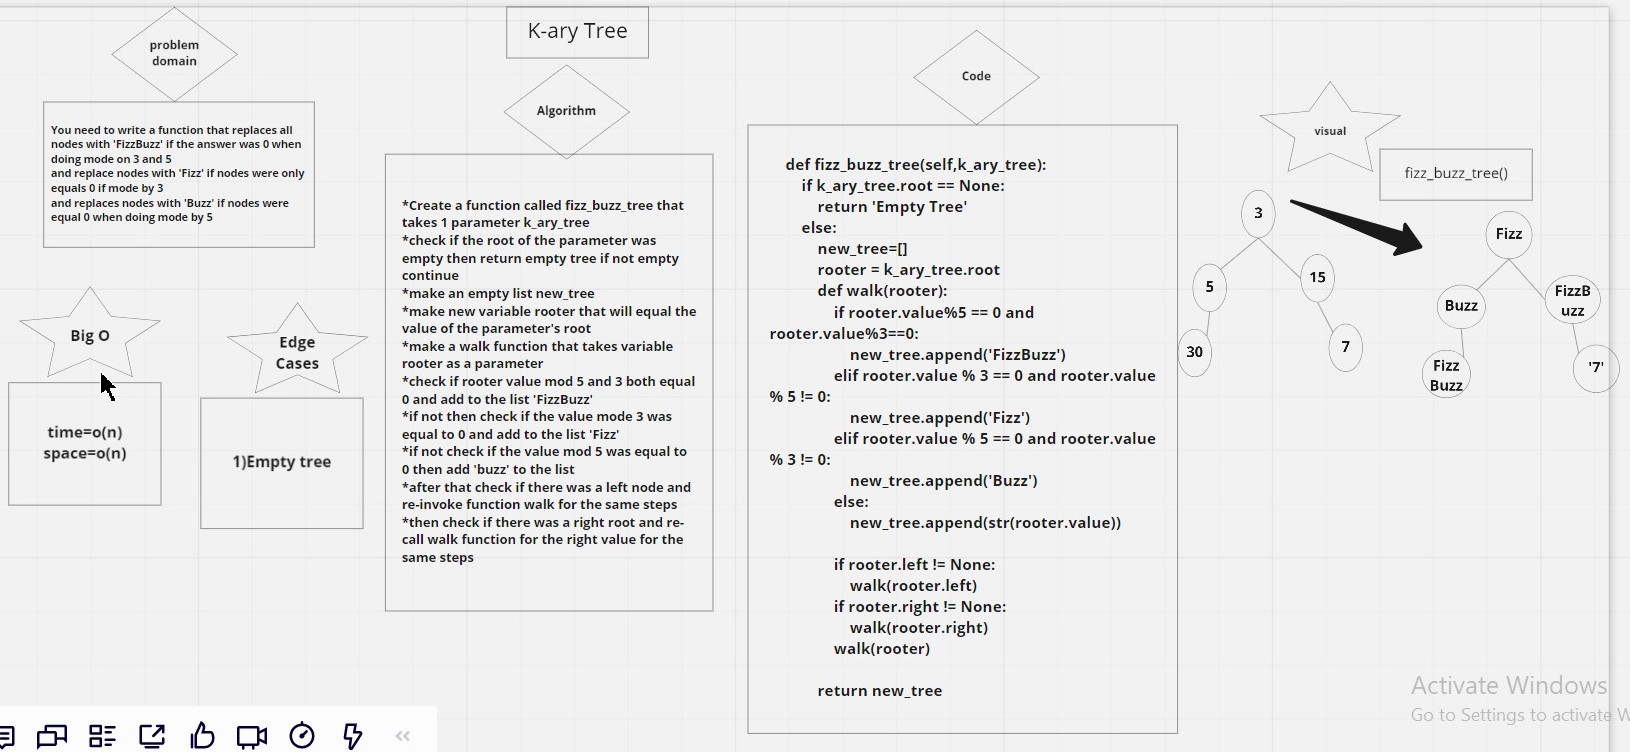 K-ary Tree
problem
domain
You need to write a function that replaces all
nodes with 'FizzBuzz' if the answer was 0 when
doing mode on 3 and 5
and replace nodes with 'Fizz' if nodes were only
equals 0 if mode by 3
and replaces nodes with 'Buzz' if nodes were
equal 0 when doing mode by 5
Big O
time=o(n)
space=o(n)
Edge
Cases
1)Empty tree
Algorithm
*Create a function called fizz_buzz_tree that
takes 1 parameter k_ary_tree
*check if the root of the parameter was
empty then return empty tree if not empty
continue
*make an empty list new_tree
*make new variable rooter that will equal the
value of the parameter's root
*make a walk function that takes variable
rooter as a parameter
*check if rooter value mod 5 and 3 both equal
0 and add to the list 'FizzBuzz'
*if not then check if the value mode 3 was
equal to 0 and add to the list 'Fizz'
*if not check if the value mod 5 was equal to
0 then add 'buzz' to the list
*after that check if there was a left node and
re-invoke function walk for the same steps
*then check if there was a right root and re-
call walk function for the right value for the
same steps
Code
def fizz_buzz_tree(self,k_ary_tree):
if k_ary_tree.root == None:
return 'Empty Tree'
else:
new_tree=[]
rooter = k_ary_tree.root
def walk(rooter):
if rooter.value%5 == 0 and
rooter.value%3==0:
new_tree.append('FizzBuzz')
elif rooter.value % 3 == 0 and rooter.value
% 5 != 0:
new_tree.append('Fizz')
elif rooter.value % 5 == 0 and rooter.value
% 3 != 0:
new_tree.append('Buzz')
else:
new_tree.append(str(rooter.value))
if rooter.left != None:
walk(rooter.left)
if rooter.right != None:
walk(rooter.right)
walk(rooter)
return new_tree
visual
fizz_buzz_tree()
3
5
15
30
7
Fizz
Buzz
FizzB
uzz
Fizz
Buzz
'7'
Activate Windows
Go to Settings to activate W